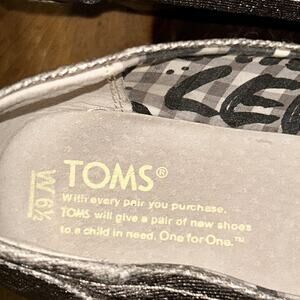 TOMS®
With every pair you purchase,
TOMS will give a pair of new shoes
to a child in need. One for One.™
W6½